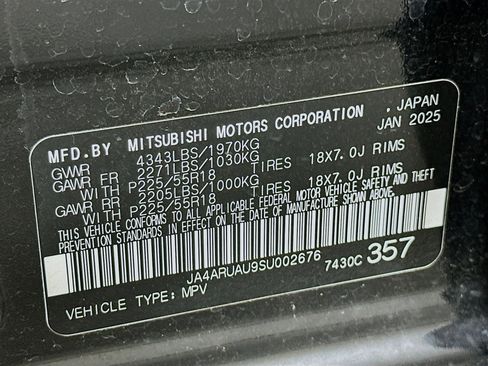 MFD.BY MITSUBISHI MOTORS CORPORATION . JAPAN
GVWR 4343LBS/1970KG JAN 2025
GAWR FR 2271LBS/1030KG
WITH P225/55R18 TIRES 18X7.0J RIMS
GAWR RR 2205LBS/1000KG
WITH P225/55R18 TIRES 18X7.0J RIMS
THIS VEHICLE CONFORMS TO ALL APPLICABLE FEDERAL MOTOR VEHICLE SAFETY AND THEFT
PREVENTION STANDARDS IN EFFECT ON THE DATE OF MANUFACTURE SHOWN ABOVE.
JA4ARUAU9SU002676 7430C 357
VEHICLE TYPE: MPV